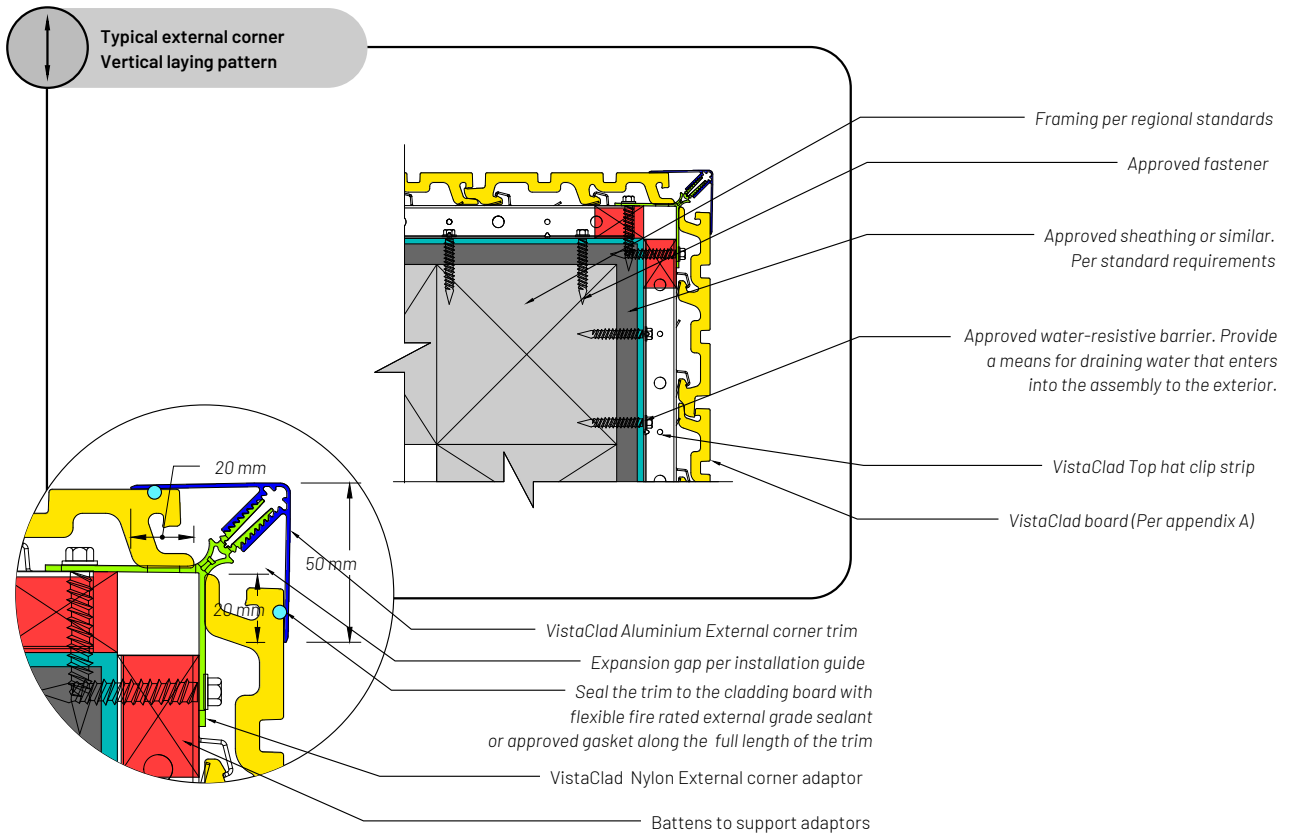 Typical external corner
Vertical laying pattern
Framing per regional standards
Approved fastener
Approved sheathing or similar.
Per standard requirements
Approved water-resistive barrier. Provide
a means for draining water that enters
into the assembly to the exterior.
VistaClad Top hat clip strip
VistaClad board (Per appendix A)
20 mm
50 mm
20 mm
VistaClad Aluminium External corner trim
Expansion gap per installation guide
Seal the trim to the cladding board with
flexible fire rated external grade sealant
or approved gasket along the full length of the trim
VistaClad Nylon External corner adaptor
Battens to support adaptors